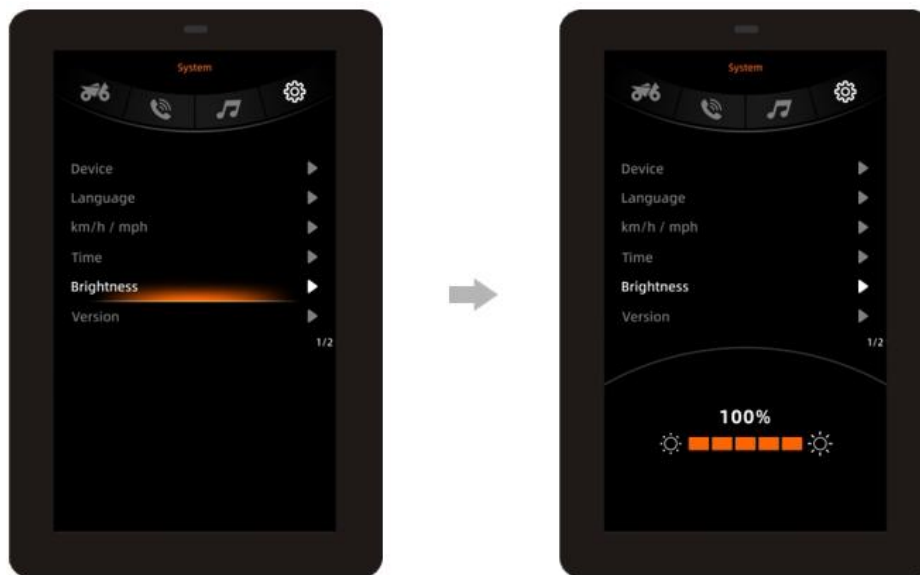 System
Device
Language
km/h / mph
Time
Brightness
Version
1/2
System
Device
Language
km/h / mph
Time
Brightness
Version
1/2
100%